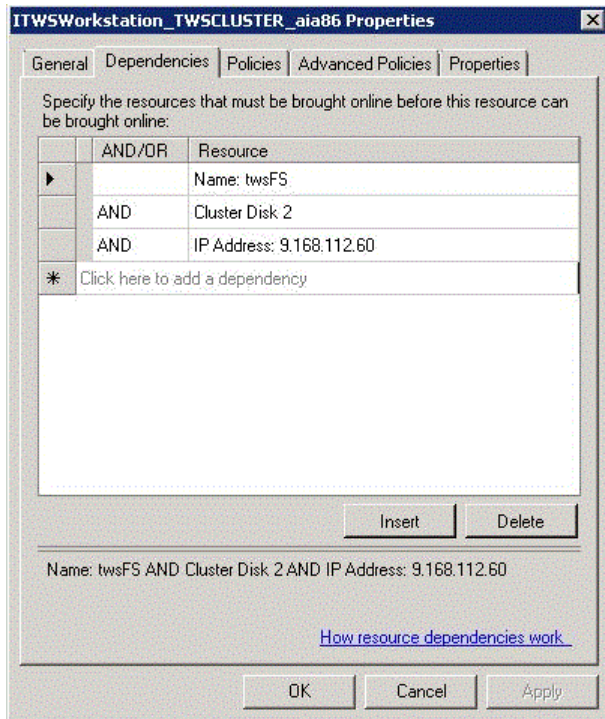 ITWSWorkstation_TWSCLUSTER_aia86 Properties
General Dependencies Policies Advanced Policies Properties
Specify the resources that must be brought online before this resource can
be brought online:
AND/OR Resource
Name: twsFS
AND Cluster Disk 2
AND IP Address: 9.168.112.60
Click here to add a dependency
Insert Delete
Name: twsFS AND Cluster Disk 2 AND IP Address: 9.168.112.60
How resource dependencies work
OK Cancel Apply